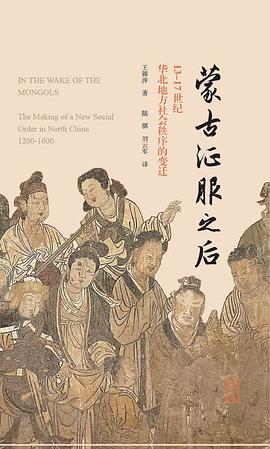 IN THE WAKE OF THE
MONGOLS
The Making of a New Social
Order in North China
1200-1600
王锦萍 著
陆骐 刘云军 译
13-17世纪
华北地方社会秩序的变迁
蒙古征服之后